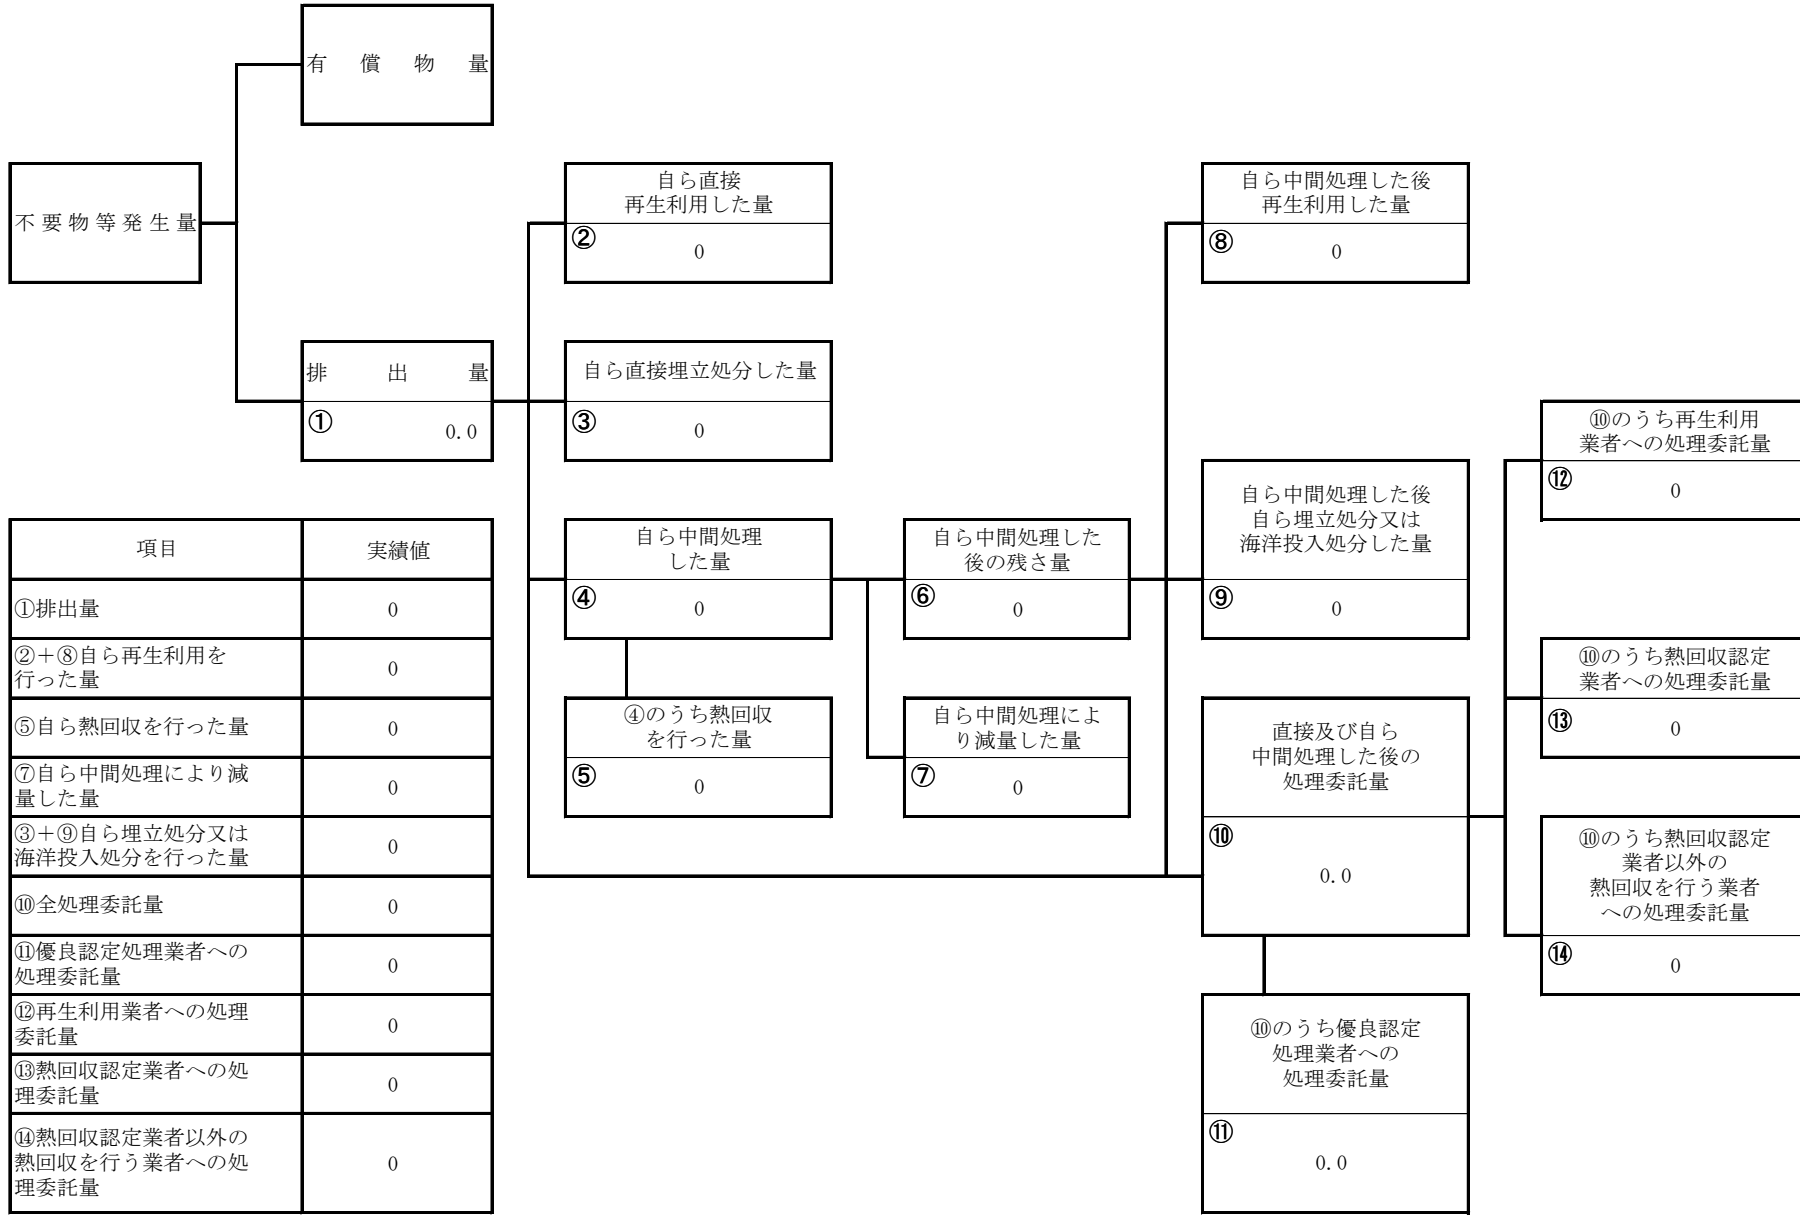 有償物量
不要物等発生量
排出量
①
0.0
自ら直接
再生利用した量
②
0
自ら直接埋立処分した量
③
0
自ら中間処理
した量
④
0
④のうち熱回収
を行った量
⑤
0
自ら中間処理した
後の残さ量
⑥
0
自ら中間処理によ
り減量した量
⑦
0
自ら中間処理した後
再生利用した量
⑧
0
自ら中間処理した後
自ら埋立処分又は
海洋投入処分した量
⑨
0
直接及び自ら
中間処理した後の
処理委託量
⑩
0.0
⑩のうち優良認定
処理業者への
処理委託量
⑪
0.0
⑩のうち再生利用
業者への処理委託量
⑫
0
⑩のうち熱回収認定
業者への処理委託量
⑬
0
⑩のうち熱回収認定
業者以外の
熱回収を行う業者
への処理委託量
⑭
0
項目 実績値
①排出量 0
②+⑧自ら再生利用を
行った量
0
⑤自ら熱回収を行った量 0
⑦自ら中間処理により減
量した量
0
③+⑨自ら埋立処分又は
海洋投入処分を行った量
0
⑩全処理委託量 0
⑪優良認定処理業者への
処理委託量
0
⑫再生利用業者への処理
委託量
0
⑬熱回収認定業者への処
理委託量
0
⑭熱回収認定業者以外の
熱回収を行う業者への処
理委託量
0